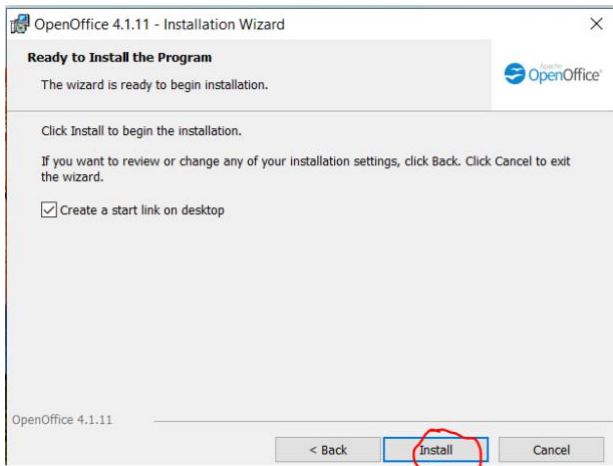 OpenOffice 4.1.11 - Installation Wizard
Ready to Install the Program
The wizard is ready to begin installation.
Apache
OpenOffice™
Click Install to begin the installation.
If you want to review or change any of your installation settings, click Back. Click Cancel to exit
the wizard.
Create a start link on desktop
OpenOffice 4.1.11
< Back
Install
Cancel